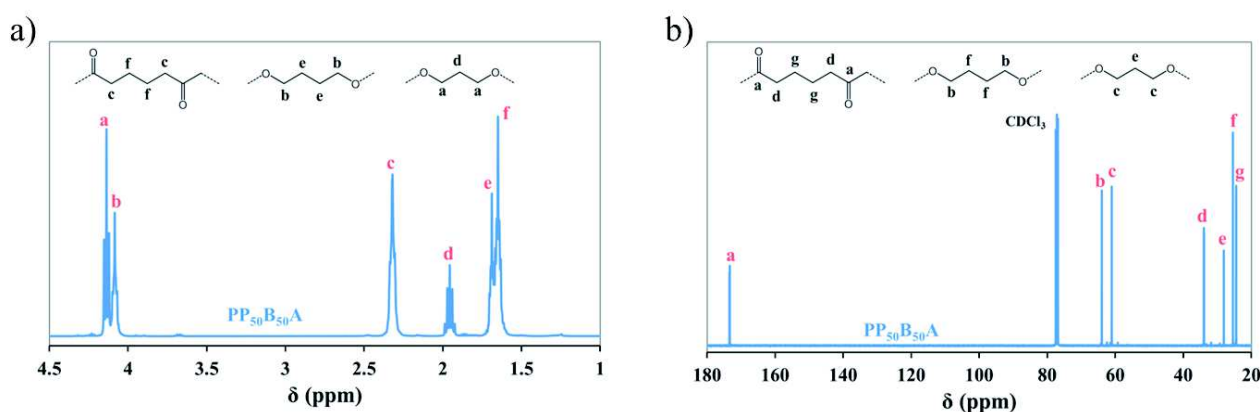 a)
O f c e b d
O O O O
c f O b e a a
a
f
c
b
e
d
PP50B50A
4.5 4 3.5 3 2.5 2 1.5 1
δ (ppm)
b)
O g d f b e
a a O O O O
d g O b f c c
CDCl3
f
b c g
d
a e
PP50B50A
180 160 140 120 100 80 60 40 20
δ (ppm)